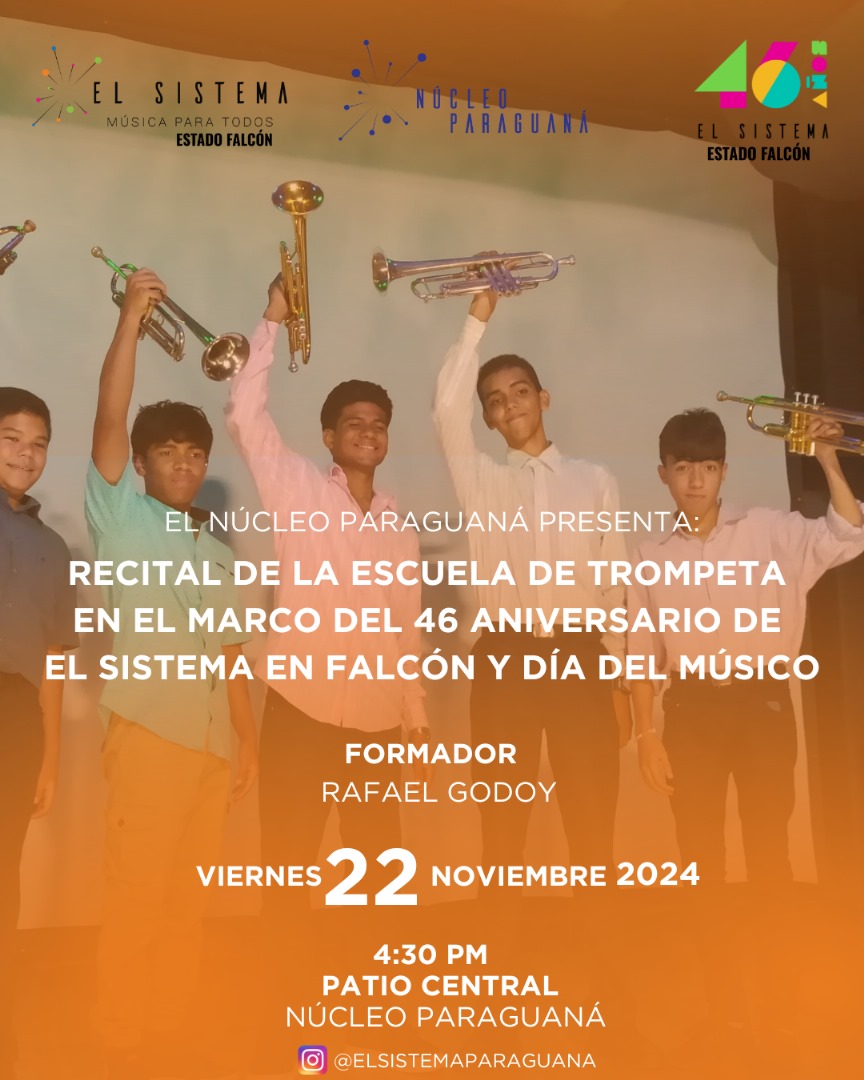 EL SISTEMA
MÚSICA PARA TODOS
ESTADO FALCÓN
NÚCLEO
PARAGUANÁ
46 AÑOS
EL SISTEMA
ESTADO FALCÓN
EL NÚCLEO PARAGUANÁ PRESENTA:
RECITAL DE LA ESCUELA DE TROMPETA
EN EL MARCO DEL 46 ANIVERSARIO DE
EL SISTEMA EN FALCÓN Y DÍA DEL MÚSICO
FORMADOR
RAFAEL GODOY
VIERNES 22 NOVIEMBRE 2024
4:30 PM
PATIO CENTRAL
NÚCLEO PARAGUANÁ
@ELSISTEMAPARAGUANA